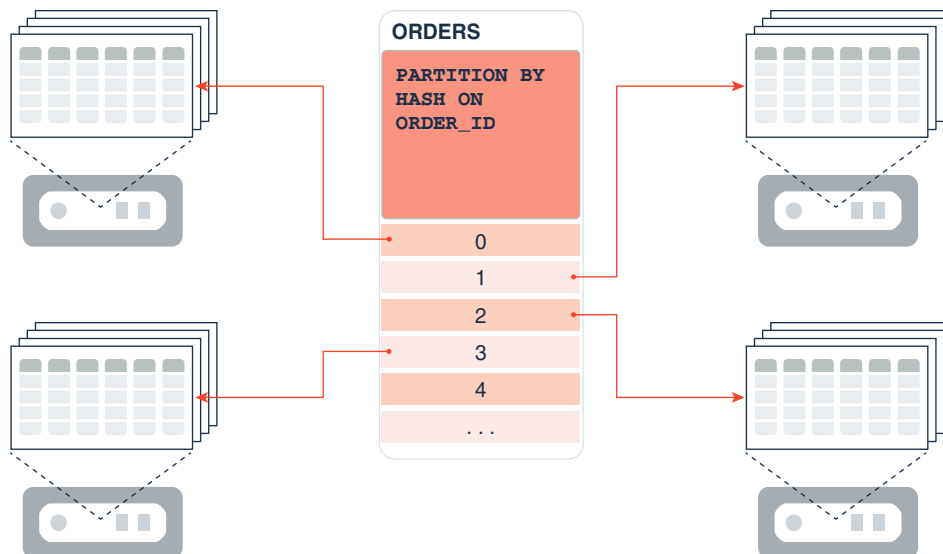 ORDERS
PARTITION BY
HASH ON
ORDER_ID
0
1
2
3
4
...